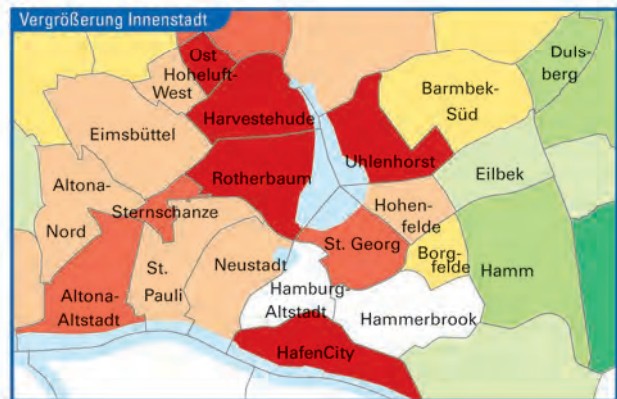 Vergrößerung Innenstadt
Ost
Hoheluft-
West
Duls-
berg
Barmbek-
Süd
Harvestehude
Eimsbüttel
Uhlenhorst
Rotherbaum
Eilbek
Altona-
Nord
Sternschanze
Hohen-
felde
St. Georg
Borg-
felde
Hamm
St.
Pauli
Neustadt
Hamburg-
Altstadt
Altona-
Altstadt
Hammerbrook
HafenCity